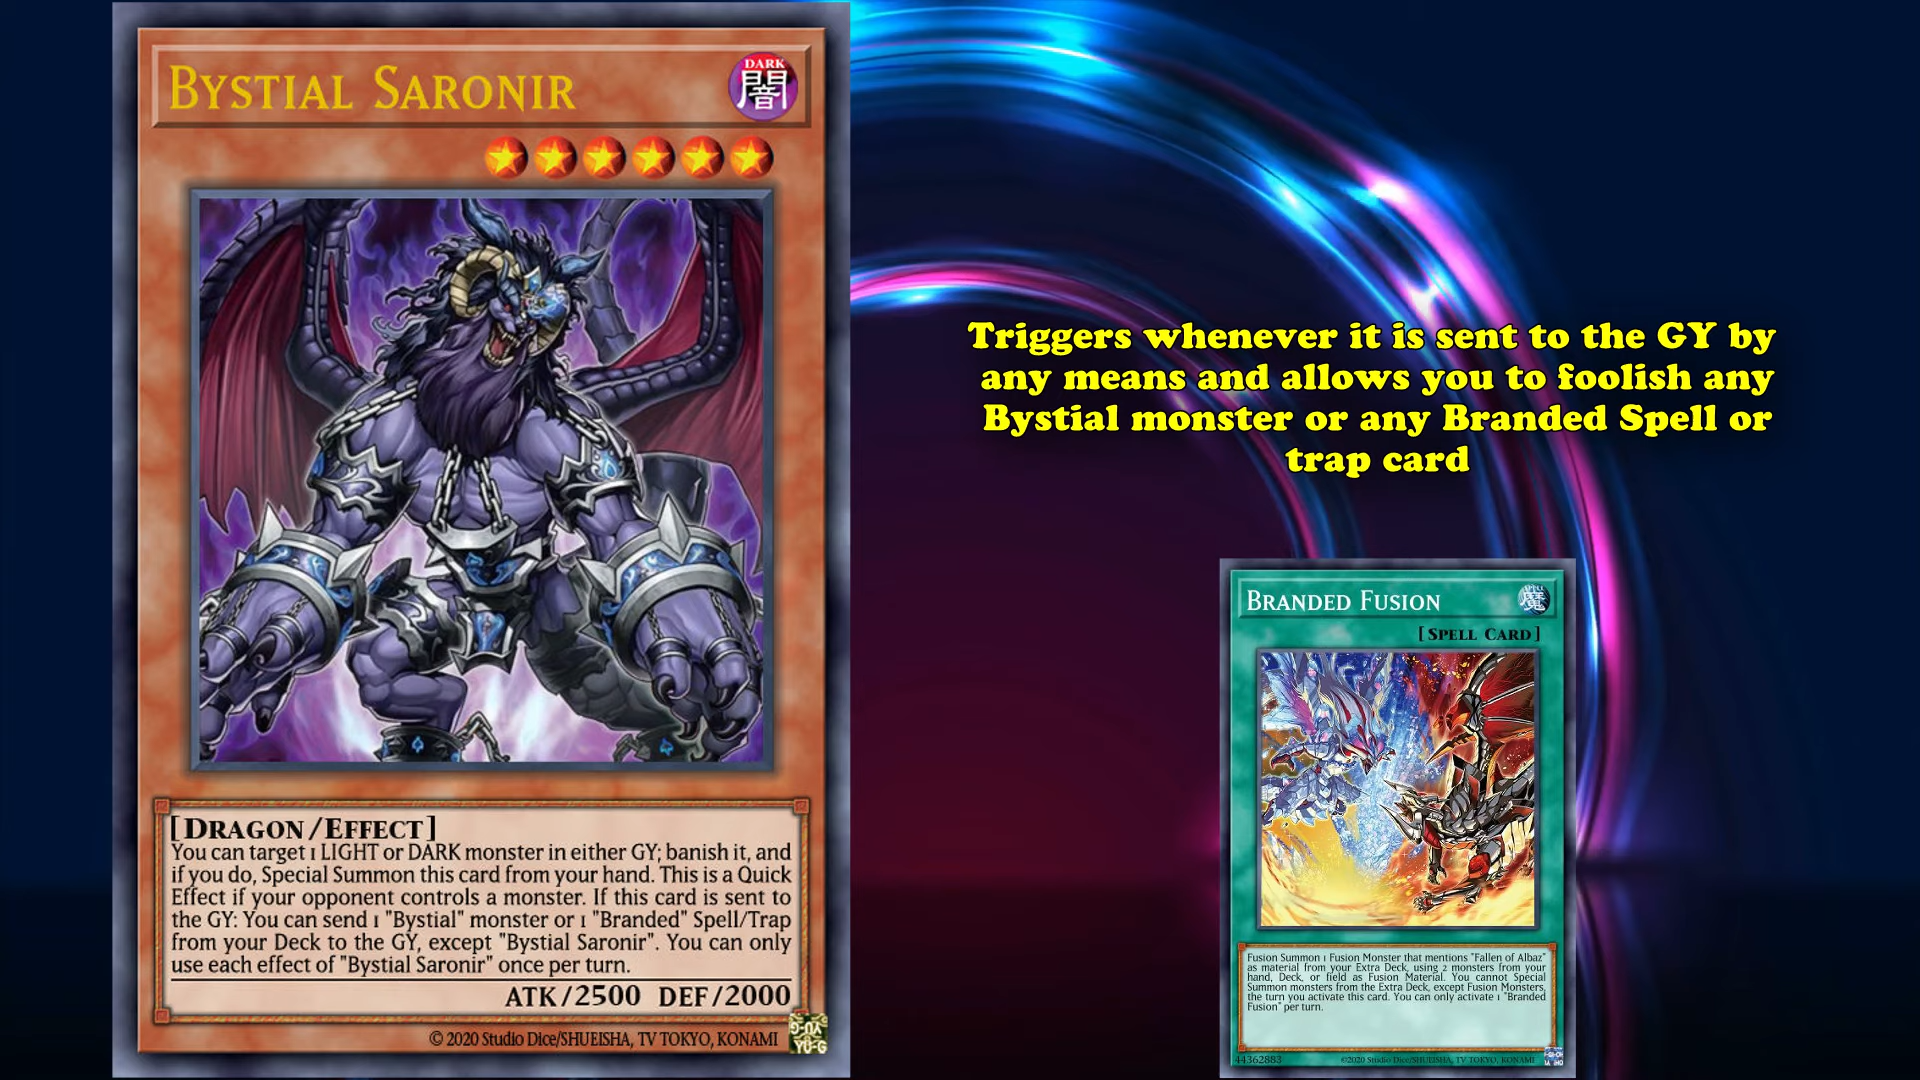 BYSTIAL SARONIR
DARK
闇
[DRAGON/EFFECT]
You can target 1 LIGHT or DARK monster in either GY; banish it, and
if you do, Special Summon this card from your hand. This is a Quick
Effect if your opponent controls a monster. If this card is sent to
the GY: You can send 1 "Bystial" monster or 1 "Branded" Spell/Trap
from your Deck to the GY, except "Bystial Saronir". You can only
use each effect of "Bystial Saronir" once per turn.
ATK/2500 DEF/2000
© 2020 Studio Dice/SHUEISHA, TV TOKYO, KONAMI
Triggers whenever it is sent to the GY by
any means and allows you to foolish any
Bystial monster or any Branded Spell or
trap card
BRANDED FUSION
魔
[SPELL CARD]
Fusion Summon 1 Fusion Monster that mentions "Fallen of Albaz"
as material from your Extra Deck, using 2 monsters from your
hand, Deck, or field as Fusion Material. You cannot Special
Summon monsters from the Extra Deck, except Fusion Monsters,
the turn you activate this card. You can only activate 1 "Branded
Fusion" per turn.
44362883
©2020 Studio Dice/SHUEISHA, TV TOKYO, KONAMI